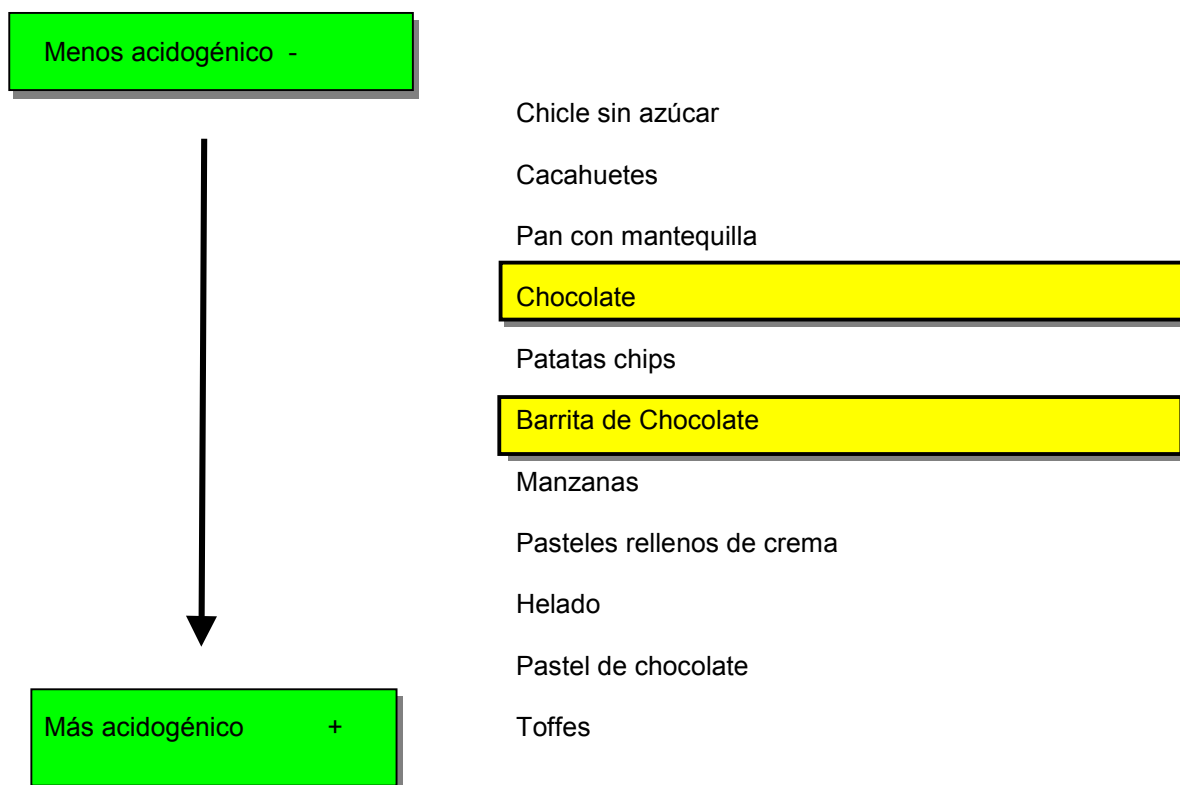 Menos acidogénico -
Chicle sin azúcar
Cacahuetes
Pan con mantequilla
Chocolate
Patatas chips
Barrita de Chocolate
Manzanas
Pasteles rellenos de crema
Helado
Pastel de chocolate
Más acidogénico +
Toffes